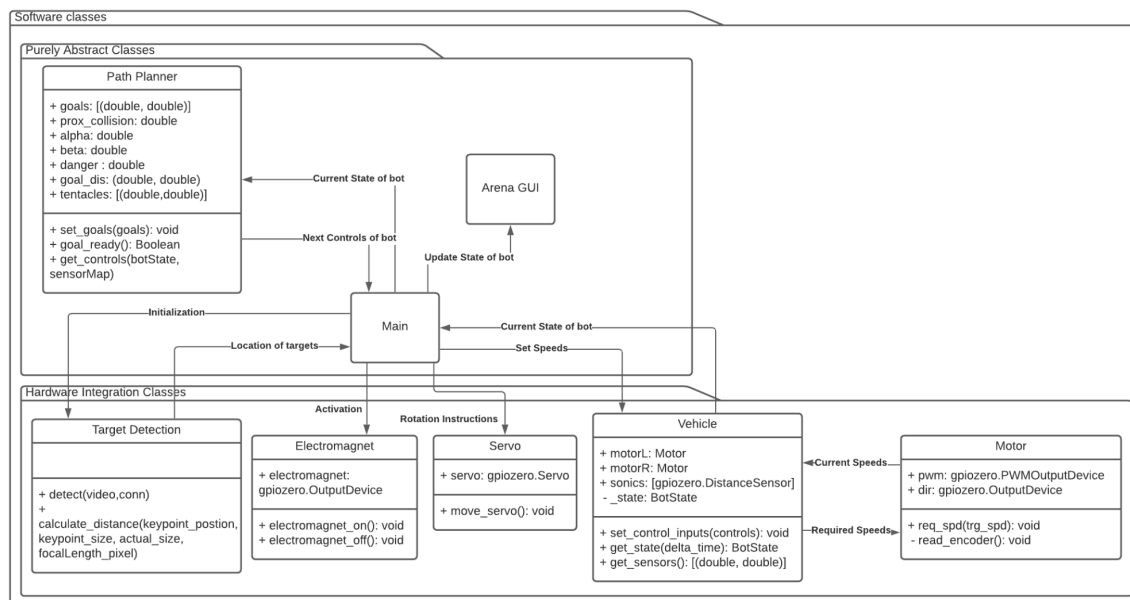 Software classes
Purely Abstract Classes
Path Planner
+ goals: [(double, double)]
+ prox_collision: double
+ alpha: double
+ beta: double
+ danger : double
+ goal_dis: (double, double)
+ tentacles: [(double,double)]
+ set_goals(goals): void
+ goal_ready(): Boolean
+ get_controls(botState,
sensorMap)
Current State of bot
Next Controls of bot
Arena GUI
Update State of bot
Main
Initialization
Location of targets
Current State of bot
Set Speeds
Hardware Integration Classes
Activation
Rotation Instructions
Target Detection
+ detect(video,conn)
+
calculate_distance(keypoint_postion,
keypoint_size, actual_size,
focalLength_pixel)
Electromagnet
+ electromagnet:
gpiozero.OutputDevice
+ electromagnet_on(): void
+ electromagnet_off(): void
Servo
+ servo: gpiozero.Servo
+ move_servo(): void
Vehicle
+ motorL: Motor
+ motorR: Motor
+ sonics: [gpiozero.DistanceSensor]
- _state: BotState
+ set_control_inputs(controls): void
+ get_state(delta_time): BotState
+ get_sensors(): [(double, double)]
Current Speeds
Required Speeds
Motor
+ pwm: gpiozero.PWMOutputDevice
+ dir: gpiozero.OutputDevice
+ req_spd(trg_spd): void
- read_encoder(): void